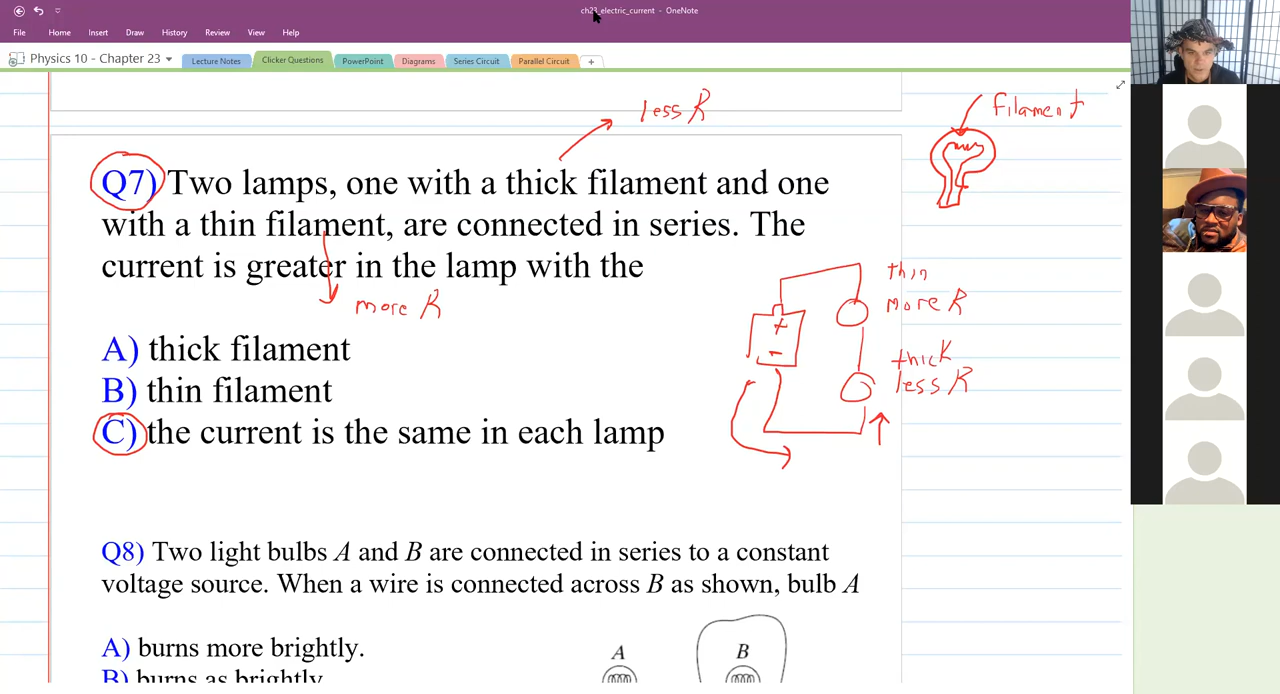 ch23_electric_current - OneNote
File Home Insert Draw History Review View Help
Physics 10 - Chapter 23
Lecture Notes Clicker Questions PowerPoint Diagrams Series Circuit Parallel Circuit +
less R
filament
Q7) Two lamps, one with a thick filament and one
with a thin filament, are connected in series. The
current is greater in the lamp with the
more R
A) thick filament
B) thin filament
C) the current is the same in each lamp
thin
more R
+
-
thick
less R
Q8) Two light bulbs A and B are connected in series to a constant
voltage source. When a wire is connected across B as shown, bulb A
A) burns more brightly.
B) burns as brightly
A
B